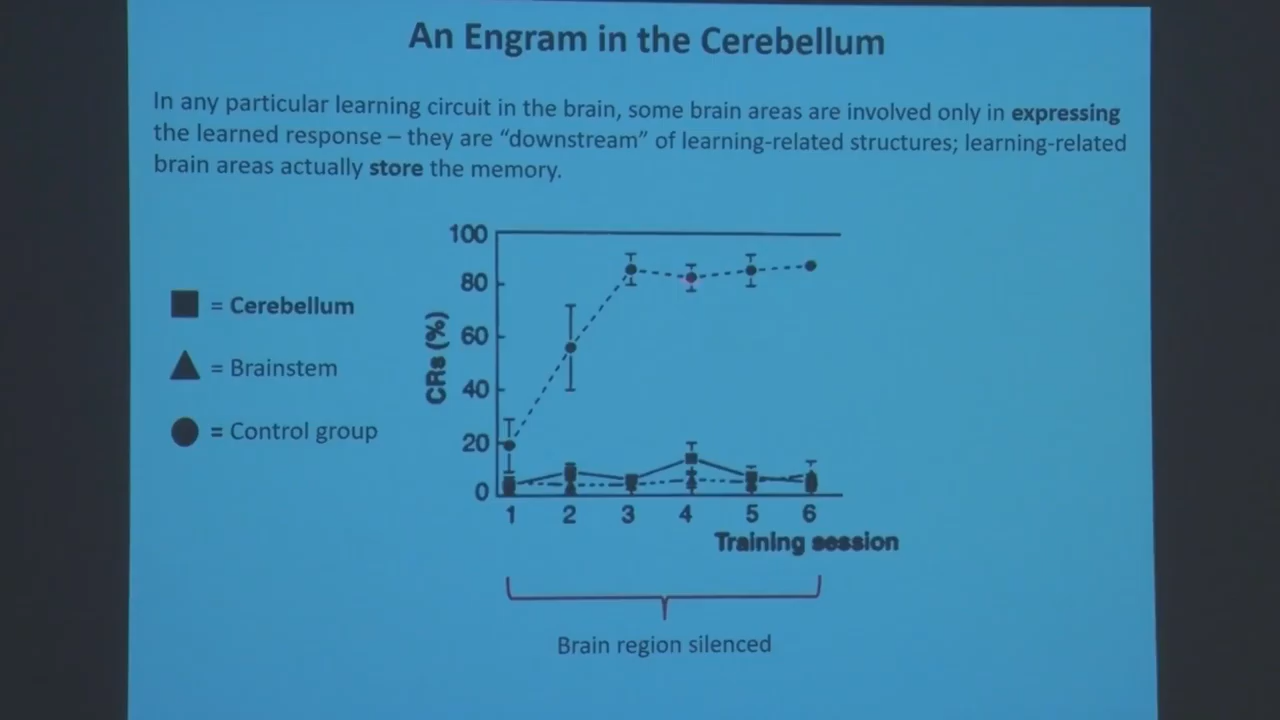 An Engram in the Cerebellum
In any particular learning circuit in the brain, some brain areas are involved only in expressing
the learned response – they are “downstream” of learning-related structures; learning-related
brain areas actually store the memory.
= Cerebellum
= Brainstem
= Control group
CRs (%)
100
80
60
40
20
0
1 2 3 4 5 6
Training session
Brain region silenced